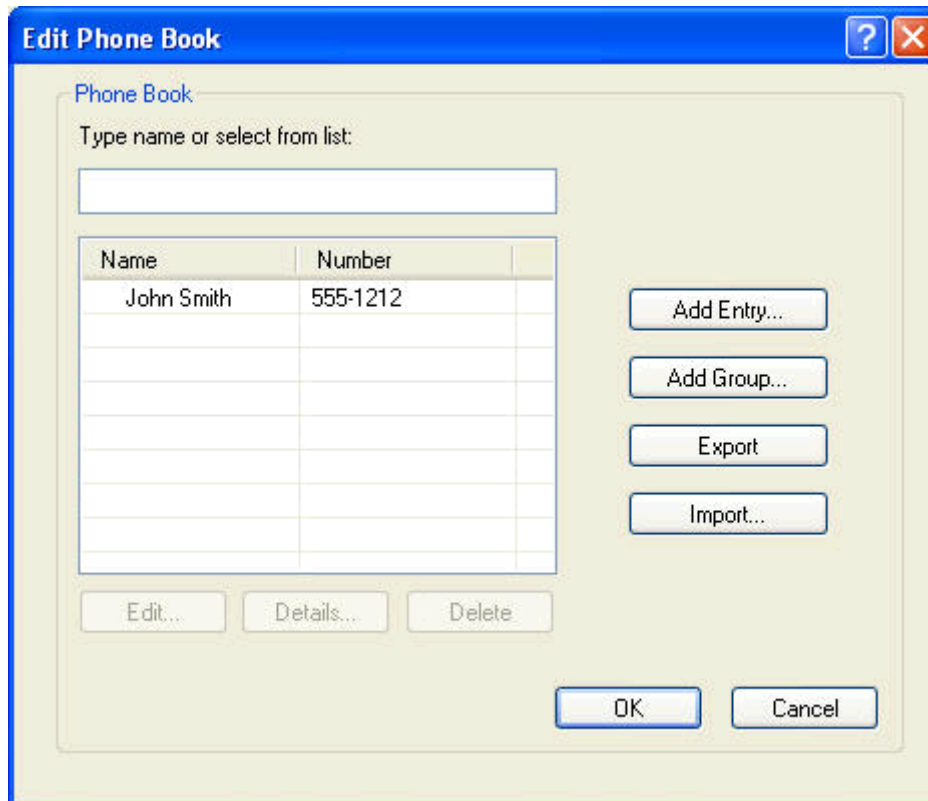 Edit Phone Book
Phone Book
Type name or select from list:
Name Number
John Smith 555-1212
Add Entry...
Add Group...
Export
Import...
Edit... Details... Delete
OK Cancel